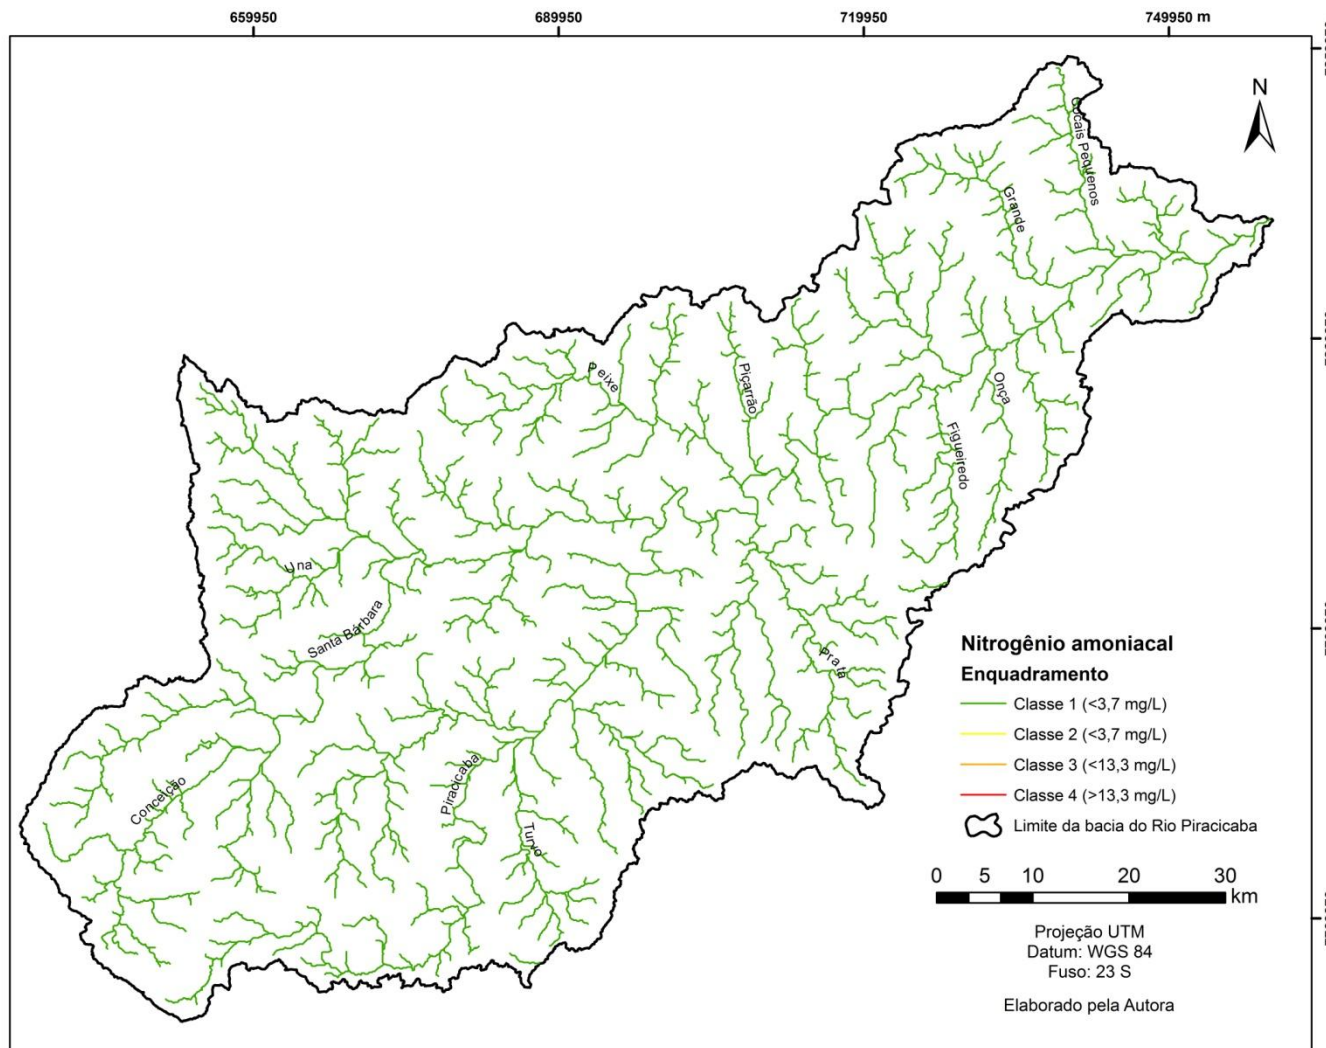 659950
689950
719950
749950 m
N
Cocais Pequenos
Grande
Peixe
Piçarrão
Onça
Figueiredo
Una
Santa Bárbara
Prata
Conceição
Piracicaba
Turvo
Nitrogênio amoniacal
Enquadramento
Classe 1 (<3,7 mg/L)
Classe 2 (<3,7 mg/L)
Classe 3 (<13,3 mg/L)
Classe 4 (>13,3 mg/L)
Limite da bacia do Rio Piracicaba
0 5 10 20 30
km
Projeção UTM
Datum: WGS 84
Fuso: 23 S
Elaborado pela Autora